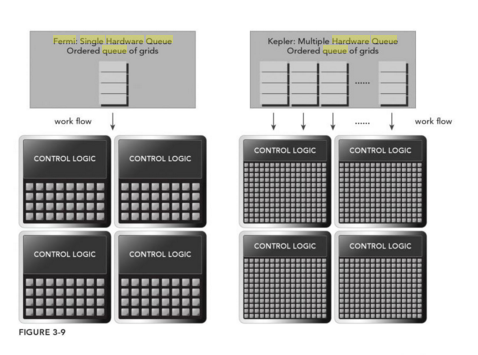 Fermi: Single Hardware Queue
Ordered queue of grids
work flow
CONTROL LOGIC
CONTROL LOGIC
CONTROL LOGIC
CONTROL LOGIC
Kepler: Multiple Hardware Queue
Ordered queue of grids
......
...... work flow
CONTROL LOGIC
CONTROL LOGIC
CONTROL LOGIC
CONTROL LOGIC
FIGURE 3-9